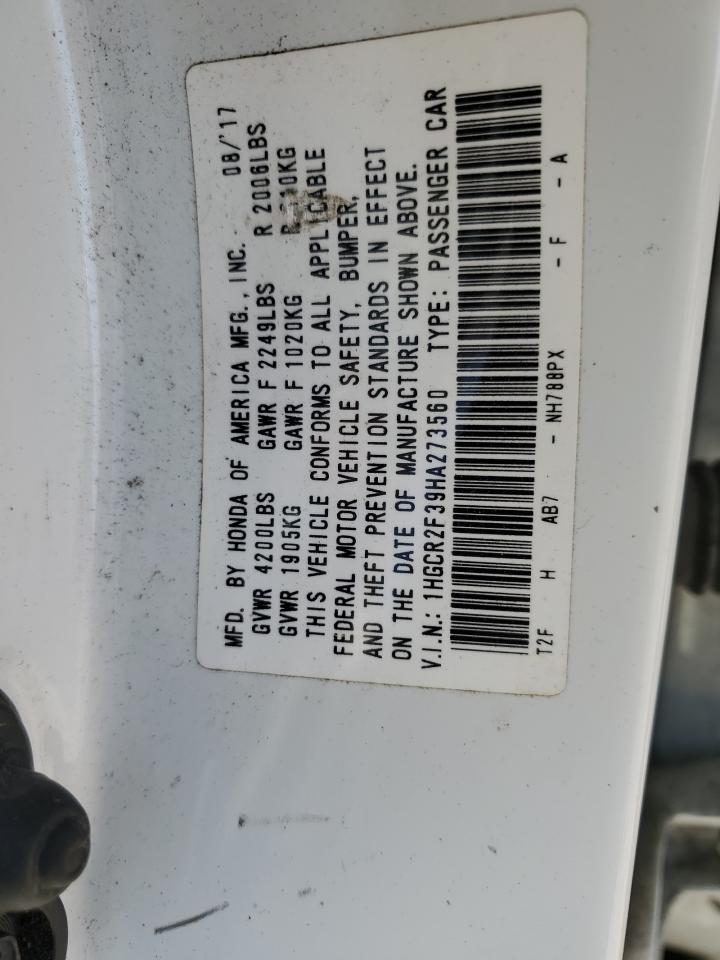 MFD. BY HONDA OF AMERICA MFG., INC. 08/'17
GVWR 4200LBS GAWR F 2249LBS R 2006LBS
GVWR 1905KG GAWR F 1020KG
THIS VEHICLE CONFORMS TO ALL APPLICABLE
FEDERAL MOTOR VEHICLE SAFETY, BUMPER,
AND THEFT PREVENTION STANDARDS IN EFFECT
ON THE DATE OF MANUFACTURE SHOWN ABOVE.
V.I.N.: 1HGCR2F39HA273560 TYPE: PASSENGER CAR
T2F H AB7 - NH788PX - F - A